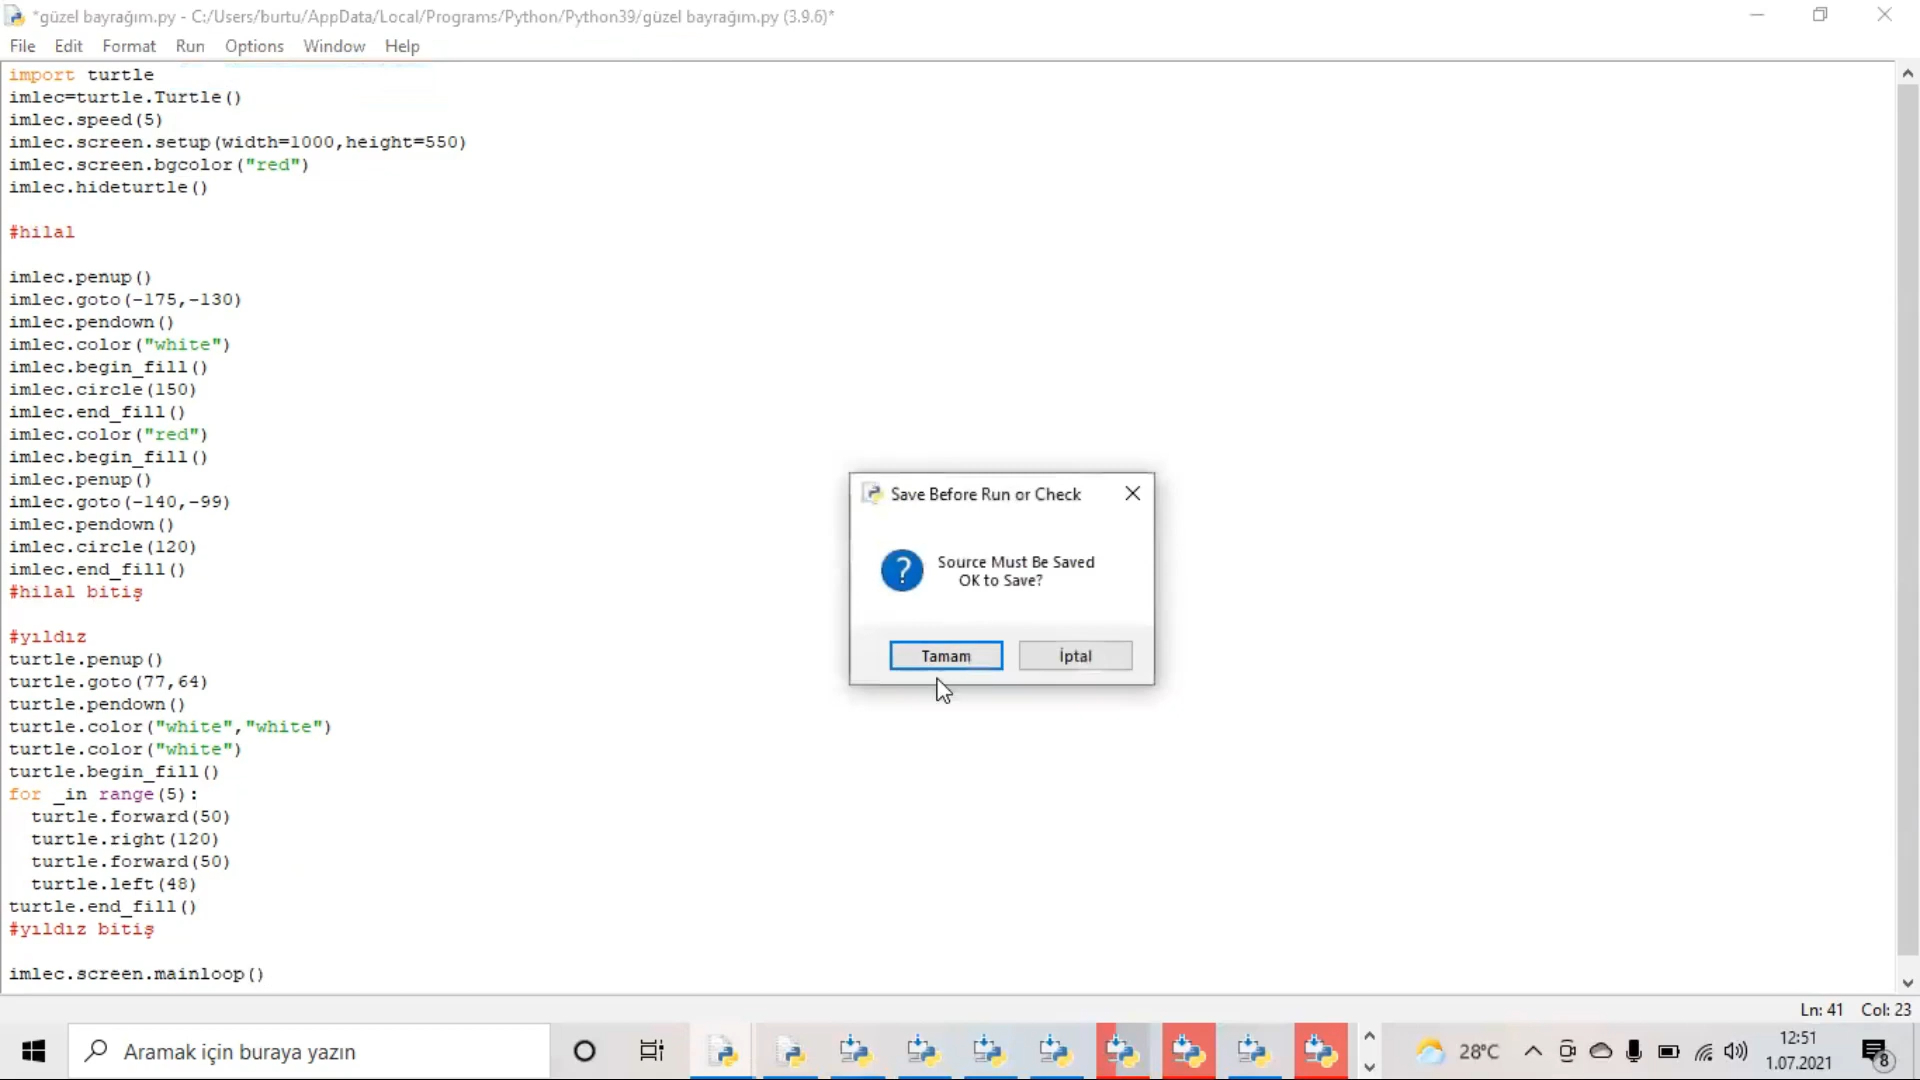 *güzel bayrağım.py - C:/Users/burtu/AppData/Local/Programs/Python/Python39/güzel bayrağım.py (3.9.6)*
File Edit Format Run Options Window Help
import turtle
imlec=turtle.Turtle()
imlec.speed(5)
imlec.screen.setup(width=1000,height=550)
imlec.screen.bgcolor("red")
imlec.hideturtle()
#hilal
imlec.penup()
imlec.goto(-175,-130)
imlec.pendown()
imlec.color("white")
imlec.begin_fill()
imlec.circle(150)
imlec.end_fill()
imlec.color("red")
imlec.begin_fill()
imlec.penup()
imlec.goto(-140,-99)
imlec.pendown()
imlec.circle(120)
imlec.end_fill()
#hilal bitiş
#yıldız
turtle.penup()
turtle.goto(77,64)
turtle.pendown()
turtle.color("white","white")
turtle.color("white")
turtle.begin_fill()
for _in range(5):
  turtle.forward(50)
  turtle.right(120)
  turtle.forward(50)
  turtle.left(48)
turtle.end_fill()
#yıldız bitiş
imlec.screen.mainloop()
Save Before Run or Check
Source Must Be Saved
OK to Save?
Tamam İptal
Ln: 41 Col: 23
Aramak için buraya yazın
28°C
12:51
1.07.2021
8